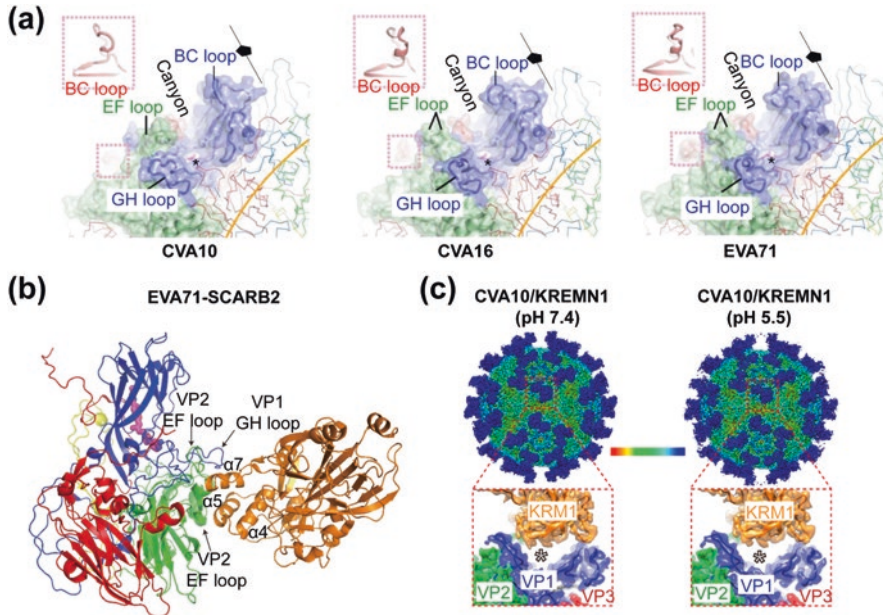 (a)
BC loop
EF loop
Canyon
BC loop
GH loop
*
CVA10
BC loop
EF loop
Canyon
BC loop
GH loop
*
CVA16
BC loop
EF loop
Canyon
BC loop
GH loop
*
EVA71
(b)
EVA71-SCARB2
VP2
EF loop
VP1
GH loop
α7
α5
α4
VP2
EF loop
(c)
CVA10/KREMN1
(pH 7.4)
CVA10/KREMN1
(pH 5.5)
KRM1
*
VP2
VP1
VP3
KRM1
*
VP2
VP1
VP3